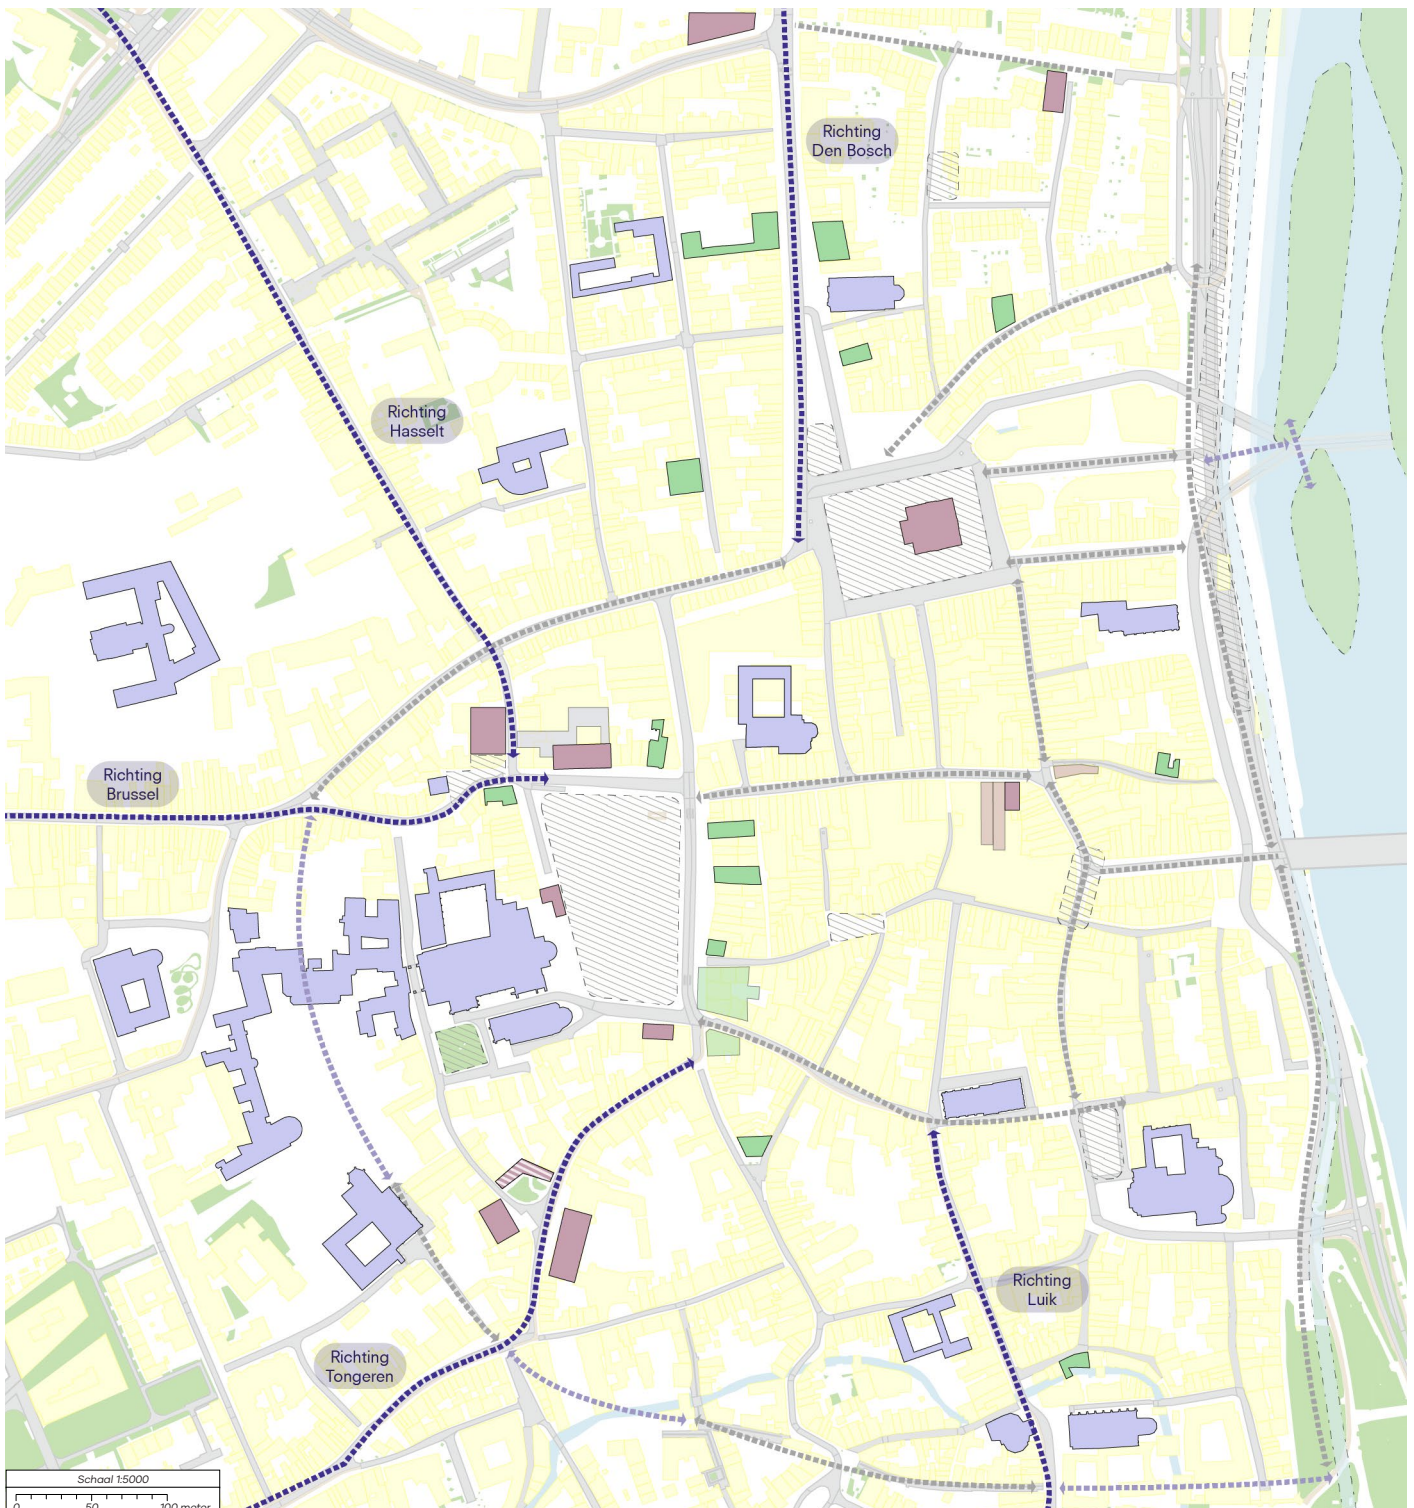 Richting
Den Bosch
Richting
Hasselt
Richting
Brussel
Richting
Luik
Richting
Tongeren
Schaal 1:5000
0 50 100 meter